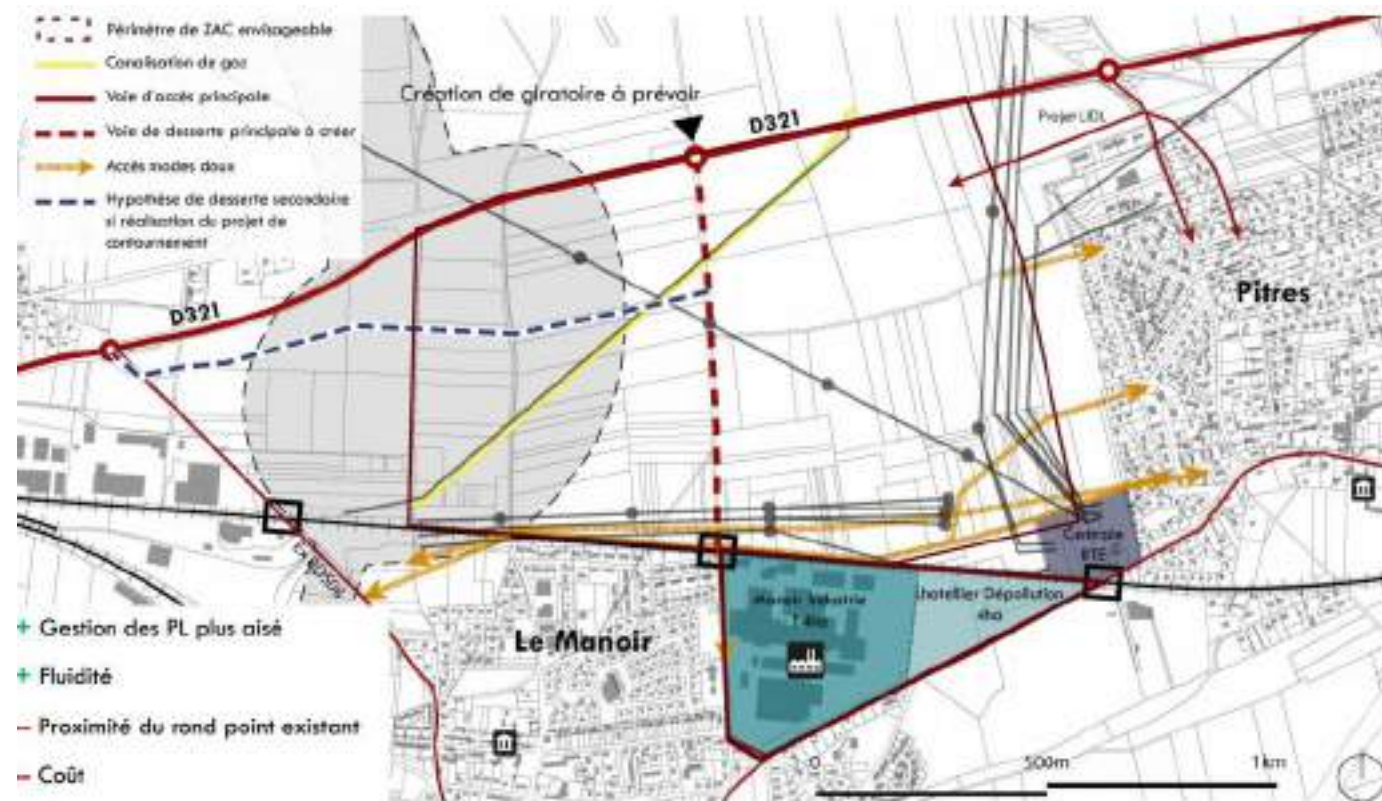 Périmètre de ZAC envisageable
Canalisation de gaz
Voie d'accès principale
Voie de desserte principale à créer
Accès modes doux
Hypothèse de desserte secondaire
si réalisation du projet de
contournement
Création de giratoire à prévoir
D321
Projet LIDL
D321
Pitres
Centrale
RTE
Manoir Industrie
Lhotellier Dépollution
4ha
Le Manoir
+ Gestion des PL plus aisé
+ Fluidité
– Proximité du rond point existant
– Coût
0
500m
1km